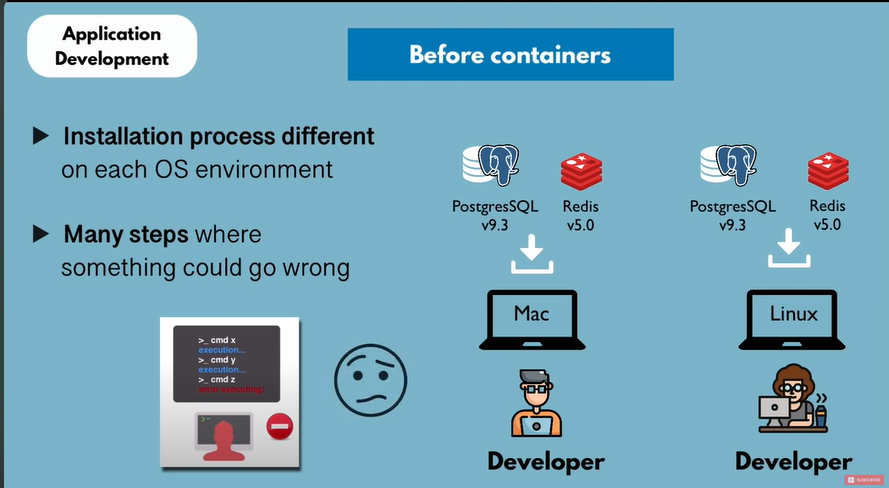 Application
Development
Before containers
▶ Installation process different
on each OS environment
▶ Many steps where
something could go wrong
>_ cmd x
execution...
>_ cmd y
execution...
>_ cmd z
error executing!
PostgresSQL
v9.3
Redis
v5.0
PostgresSQL
v9.3
Redis
v5.0
Mac
Linux
Developer
Developer
SUBSCRIBE